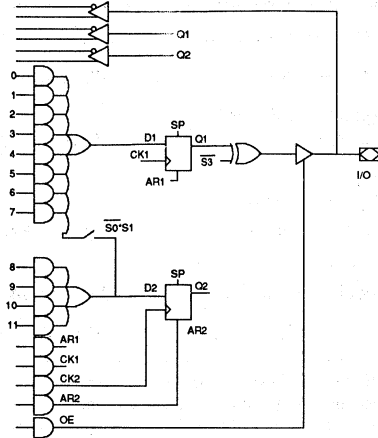 Q1
Q2
0
1
2
3
4
5
6
7
SP
D1
Q1
CK1
S3
AR1
I/O
S0*S1
8
9
10
11
SP
D2
Q2
AR2
AR1
CK1
CK2
AR2
OE